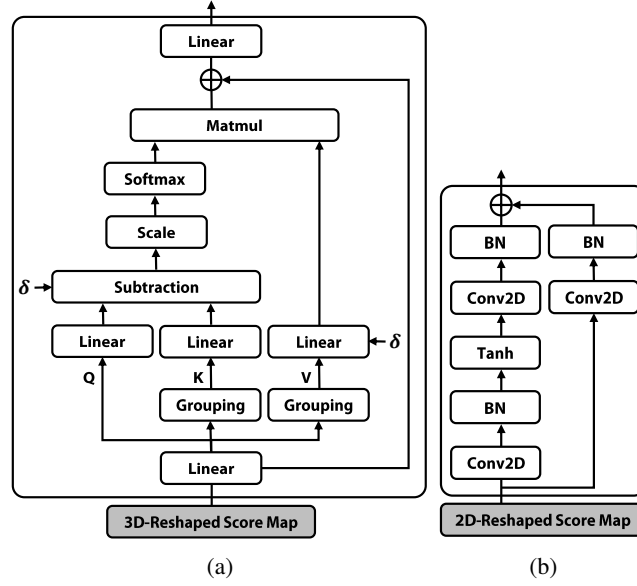 Linear
Matmul
Softmax
Scale
δ
Subtraction
Linear
Linear
Linear
δ
Q
K
V
Grouping
Grouping
Linear
3D-Reshaped Score Map
(a)
BN
BN
Conv2D
Conv2D
Tanh
BN
Conv2D
2D-Reshaped Score Map
(b)